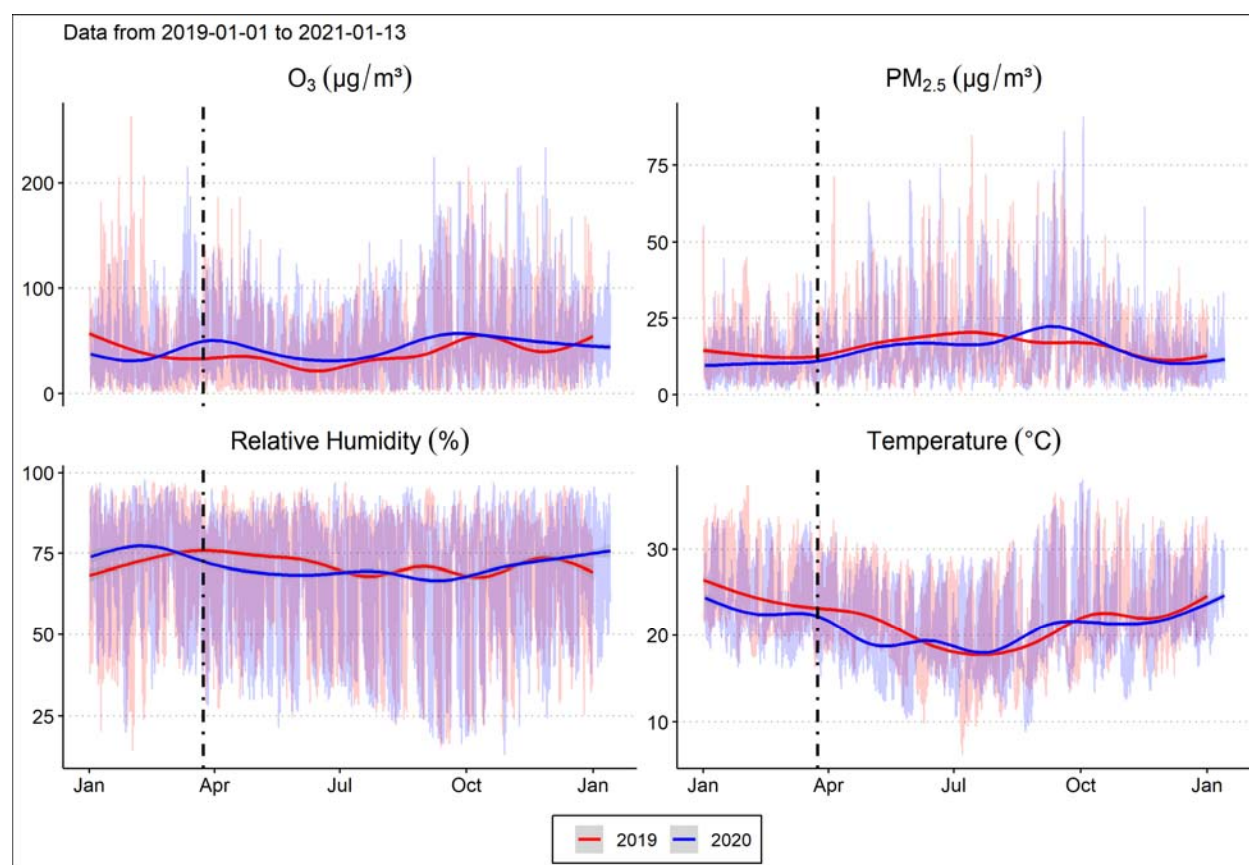 Data from 2019-01-01 to 2021-01-13
O₃ (µg/m³)
PM₂.₅ (µg/m³)
200
100
0
75
50
25
0
Relative Humidity (%)
Temperature (°C)
100
75
50
25
30
20
10
Jan Apr Jul Oct Jan
Jan Apr Jul Oct Jan
2019 2020